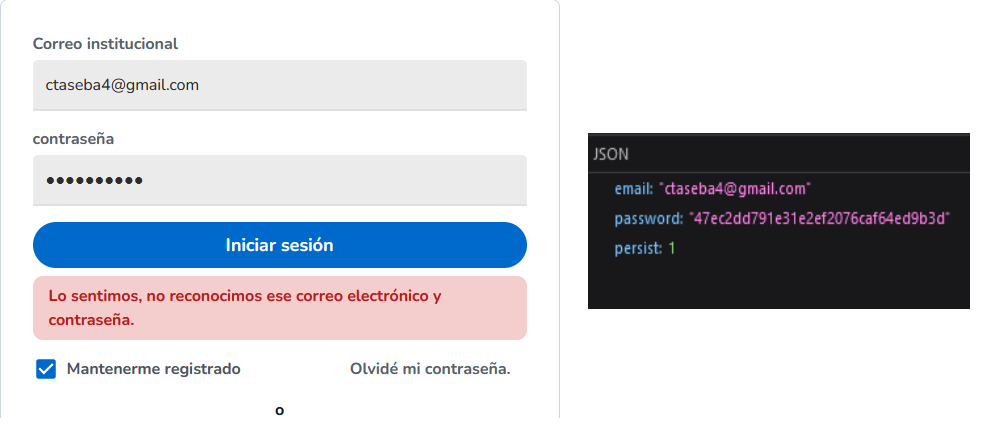 Correo institucional
ctaseba4@gmail.com
contraseña
••••••••••
Iniciar sesión
Lo sentimos, no reconocimos ese correo electrónico y
contraseña.
Mantenerme registrado
Olvidé mi contraseña.
o
JSON
email: "ctaseba4@gmail.com"
password: "47ec2dd791e31e2ef2076caf64ed9b3d"
persist: 1